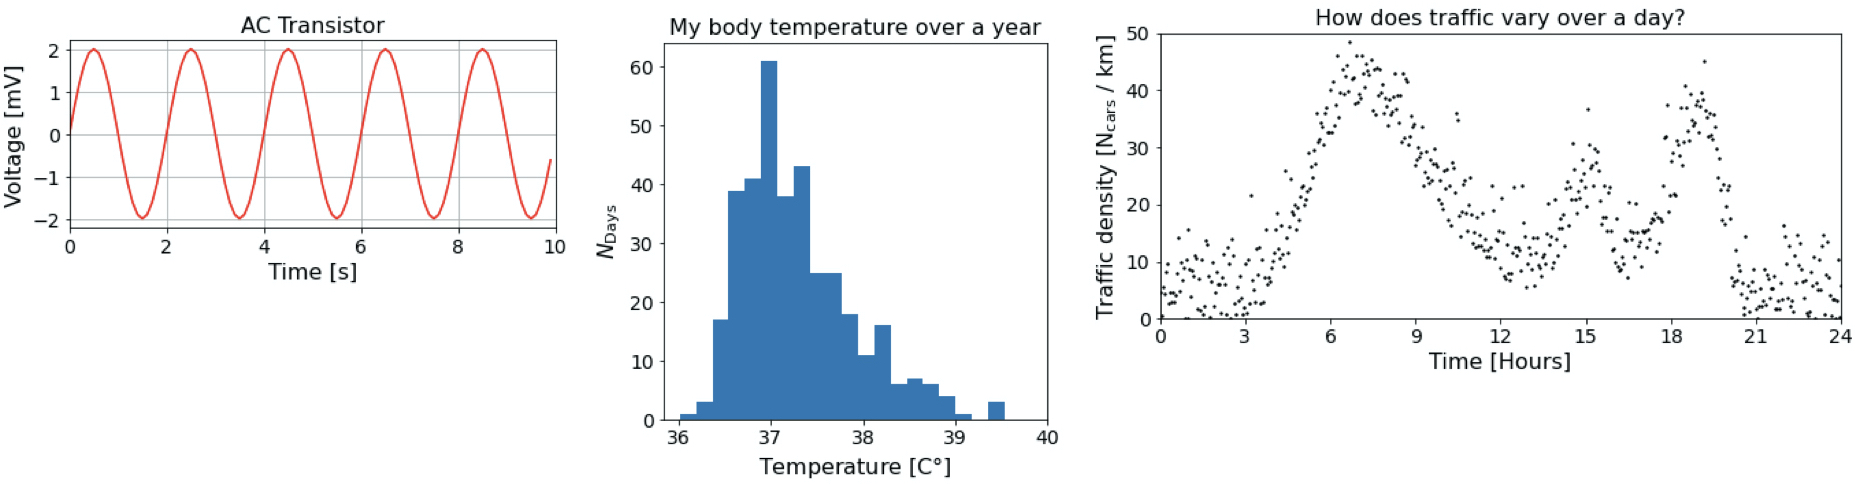 AC Transistor
Voltage [mV]
2
1
0
−1
−2
0 2 4 6 8 10
Time [s]
My body temperature over a year
N_Days
60
50
40
30
20
10
0
36 37 38 39 40
Temperature [C°]
How does traffic vary over a day?
Traffic density [N_cars / km]
50
40
30
20
10
0
0 3 6 9 12 15 18 21 24
Time [Hours]